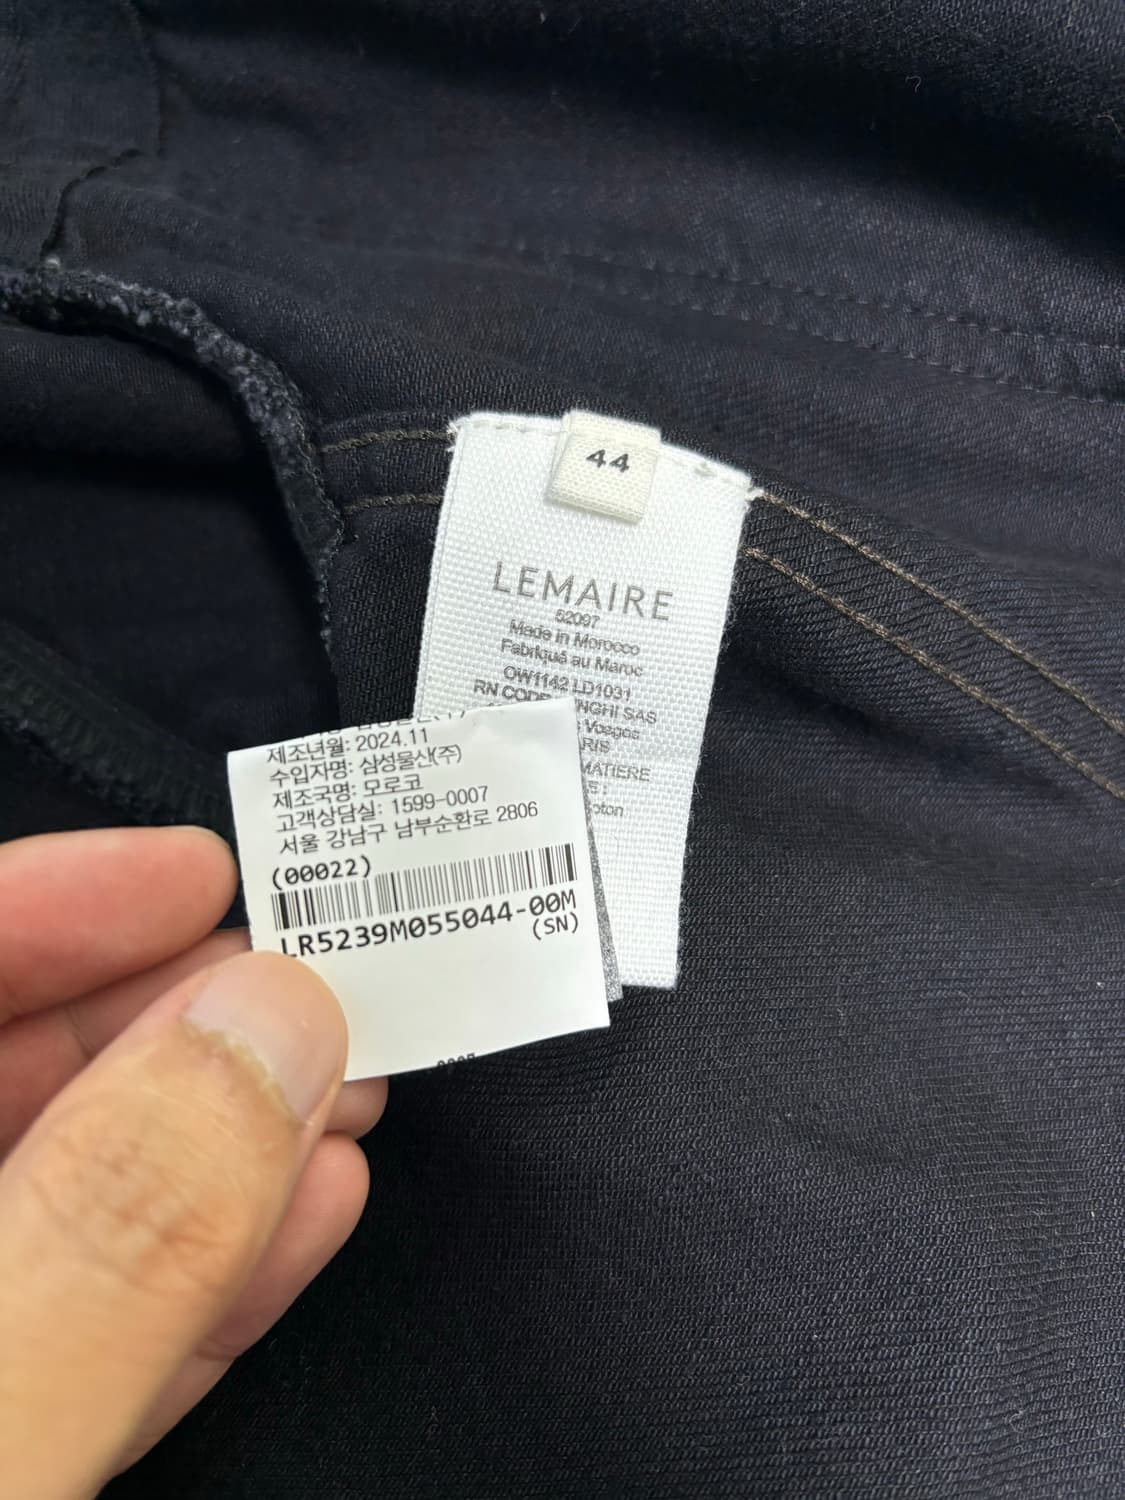 44
LEMAIRE
52097
Made in Morocco
Fabriqué au Maroc
OW1142 LD1031
RN CODE NGHI SAS
Vosges
RIS
MATIERE
E :
oton
제조년월: 2024.11
수입자명: 삼성물산(주)
제조국명: 모로코
고객상담실: 1599-0007
서울 강남구 남부순환로 2806
(00022)
LR5239M055044-00M
(SN)